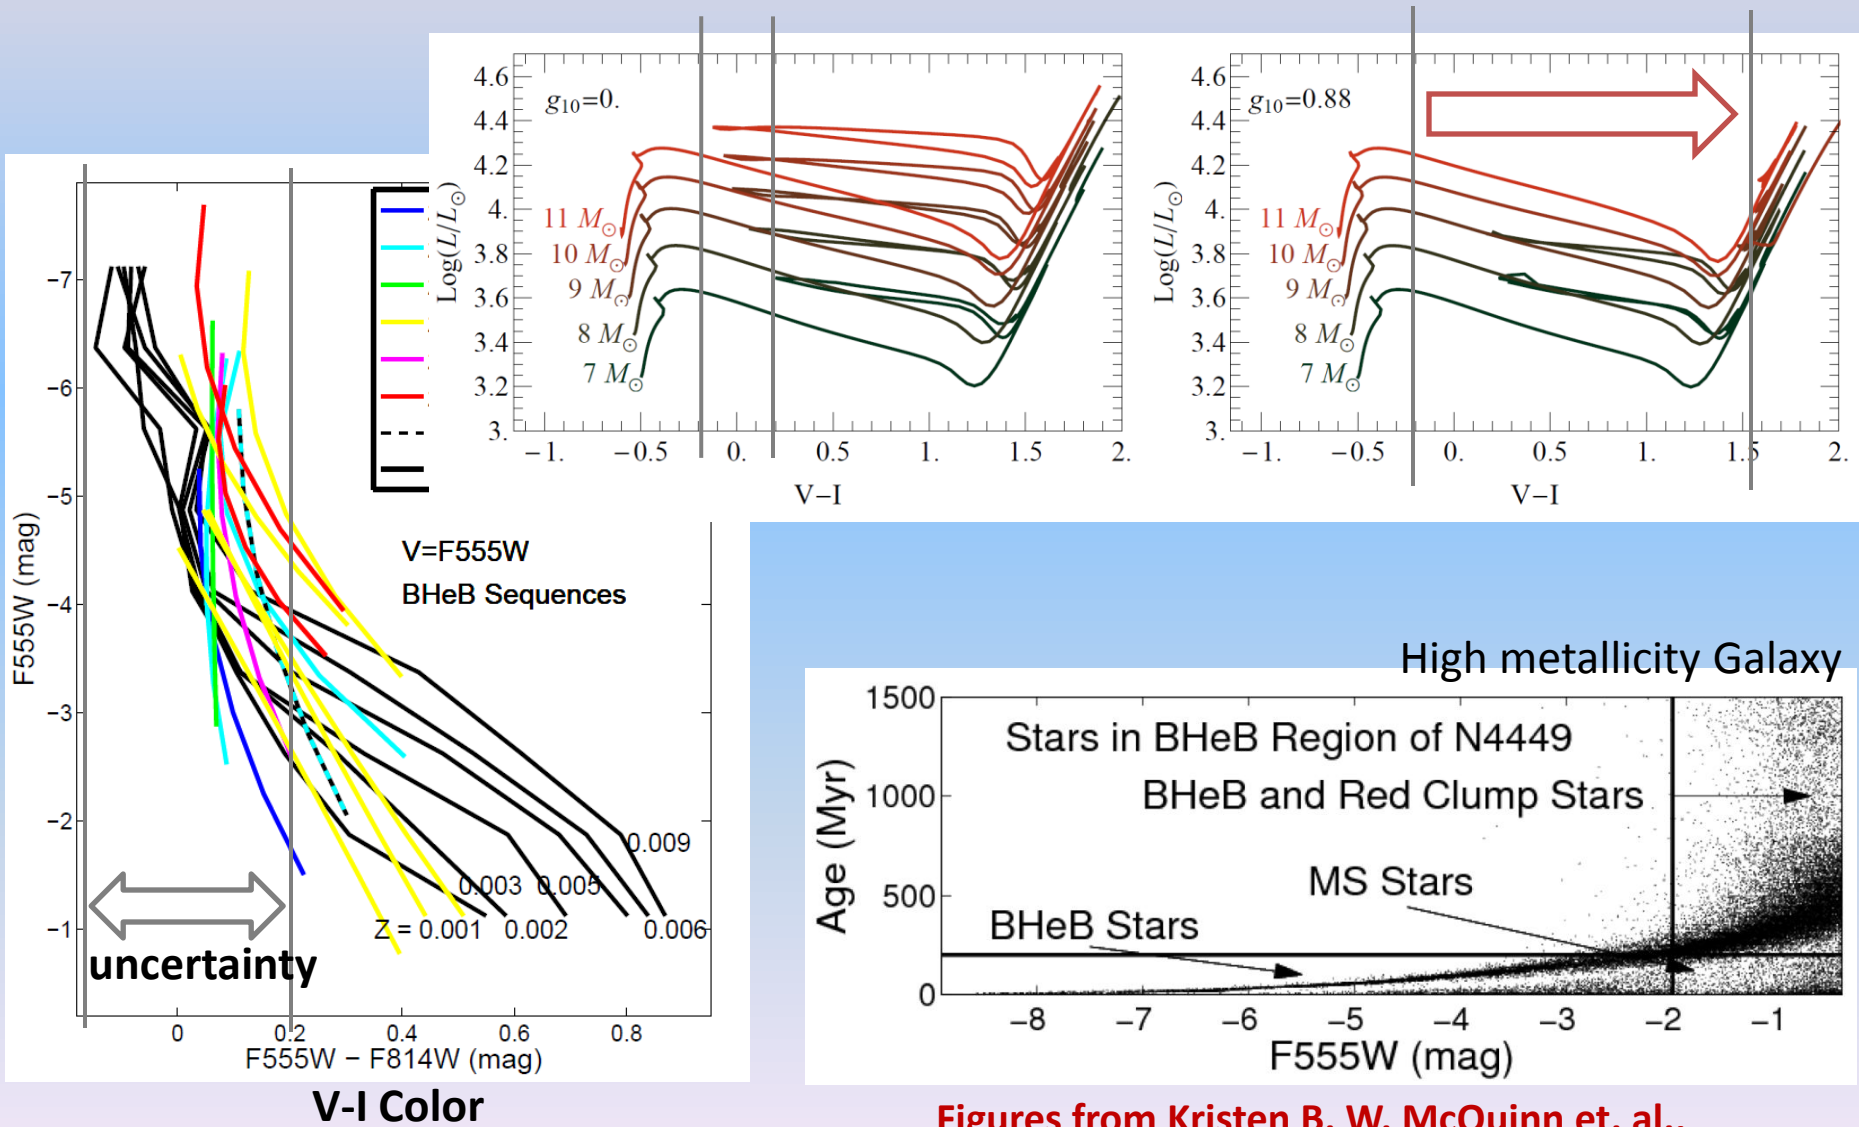 4.6
4.4
4.2
4.
3.8
3.6
3.4
3.2
3.
g10=0.
11 M⊙
10 M⊙
9 M⊙
8 M⊙
7 M⊙
Log(L/L⊙)
−1. −0.5 0. 0.5 1. 1.5 2.
V−I
4.6
4.4
4.2
4.
3.8
3.6
3.4
3.2
3.
g10=0.88
11 M⊙
10 M⊙
9 M⊙
8 M⊙
7 M⊙
Log(L/L⊙)
−1. −0.5 0. 0.5 1. 1.5 2.
V−I
−7
−6
−5
−4
−3
−2
−1
F555W (mag)
V=F555W
BHeB Sequences
0.009
0.003 0.005
Z = 0.001 0.002 0.006
uncertainty
0 0.2 0.4 0.6 0.8
F555W − F814W (mag)
V-I Color
High metallicity Galaxy
1500
1000
500
0
Age (Myr)
Stars in BHeB Region of N4449
BHeB and Red Clump Stars
MS Stars
BHeB Stars
−8 −7 −6 −5 −4 −3 −2 −1
F555W (mag)
Figures from Kristen B. W. McQuinn et. al.,